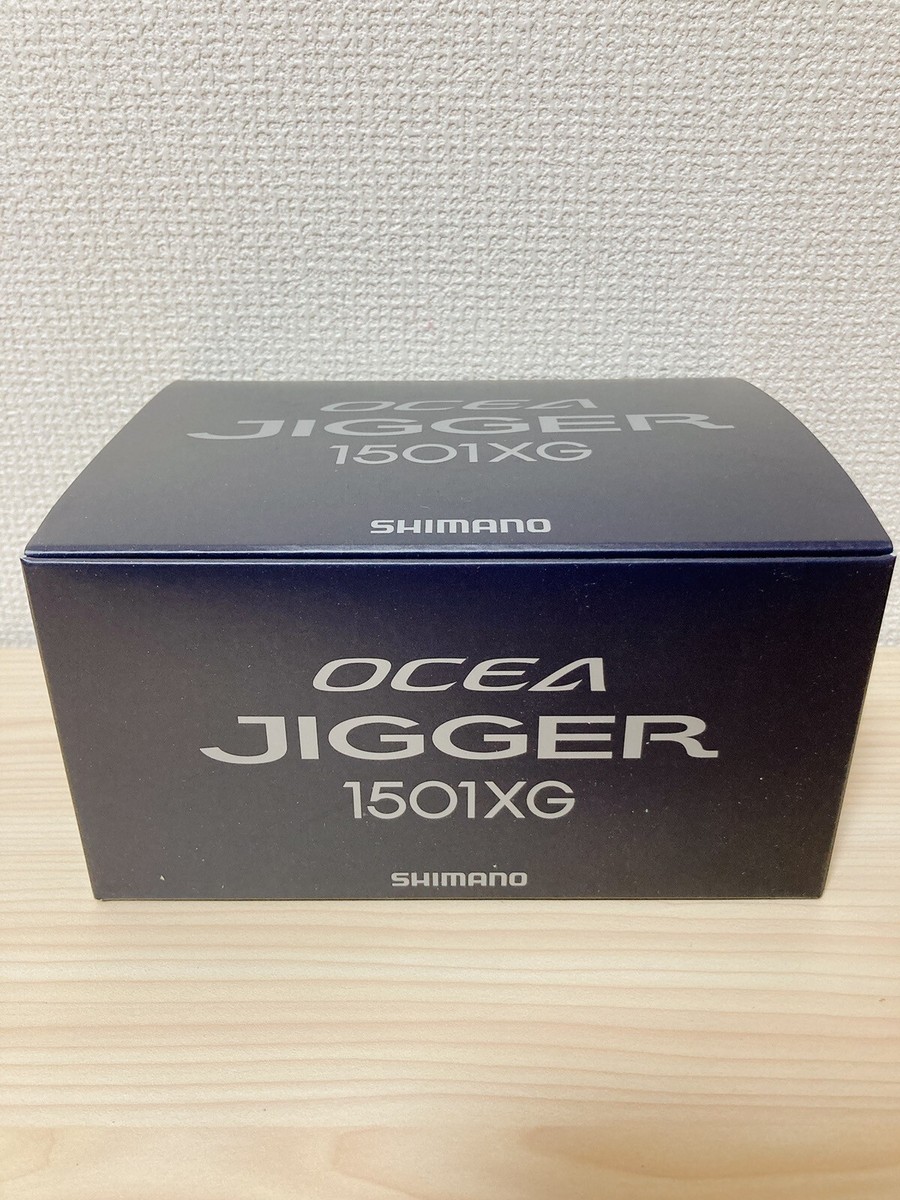 OCEA
JIGGER
1501XG
SHIMANO
OCEA
JIGGER
1501XG
SHIMANO